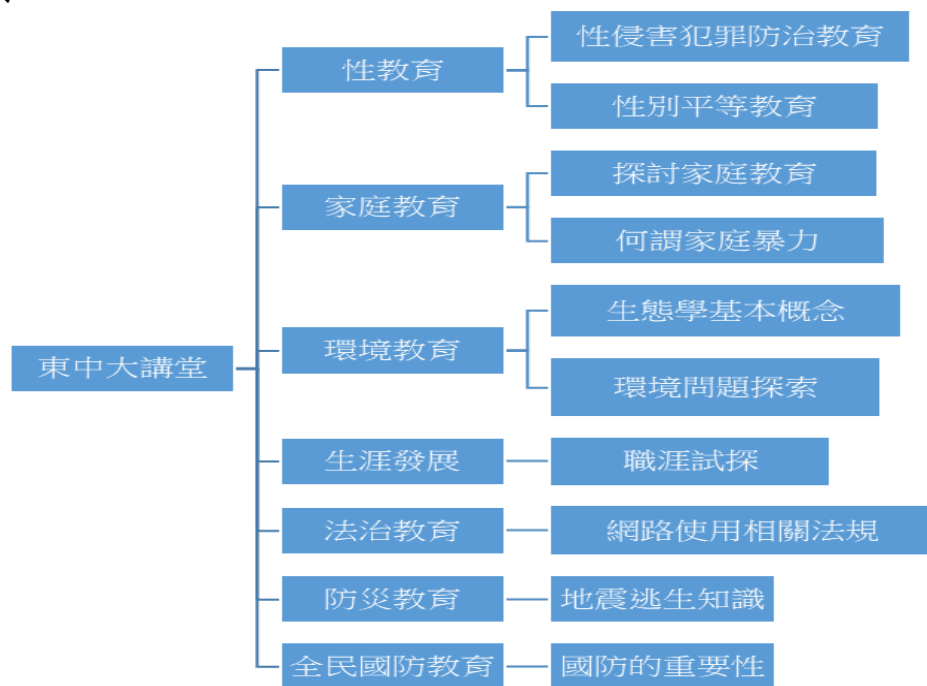 東中大講堂
性教育
性侵害犯罪防治教育
性別平等教育
家庭教育
探討家庭教育
何謂家庭暴力
環境教育
生態學基本概念
環境問題探索
生涯發展
職涯試探
法治教育
網路使用相關法規
防災教育
地震逃生知識
全民國防教育
國防的重要性